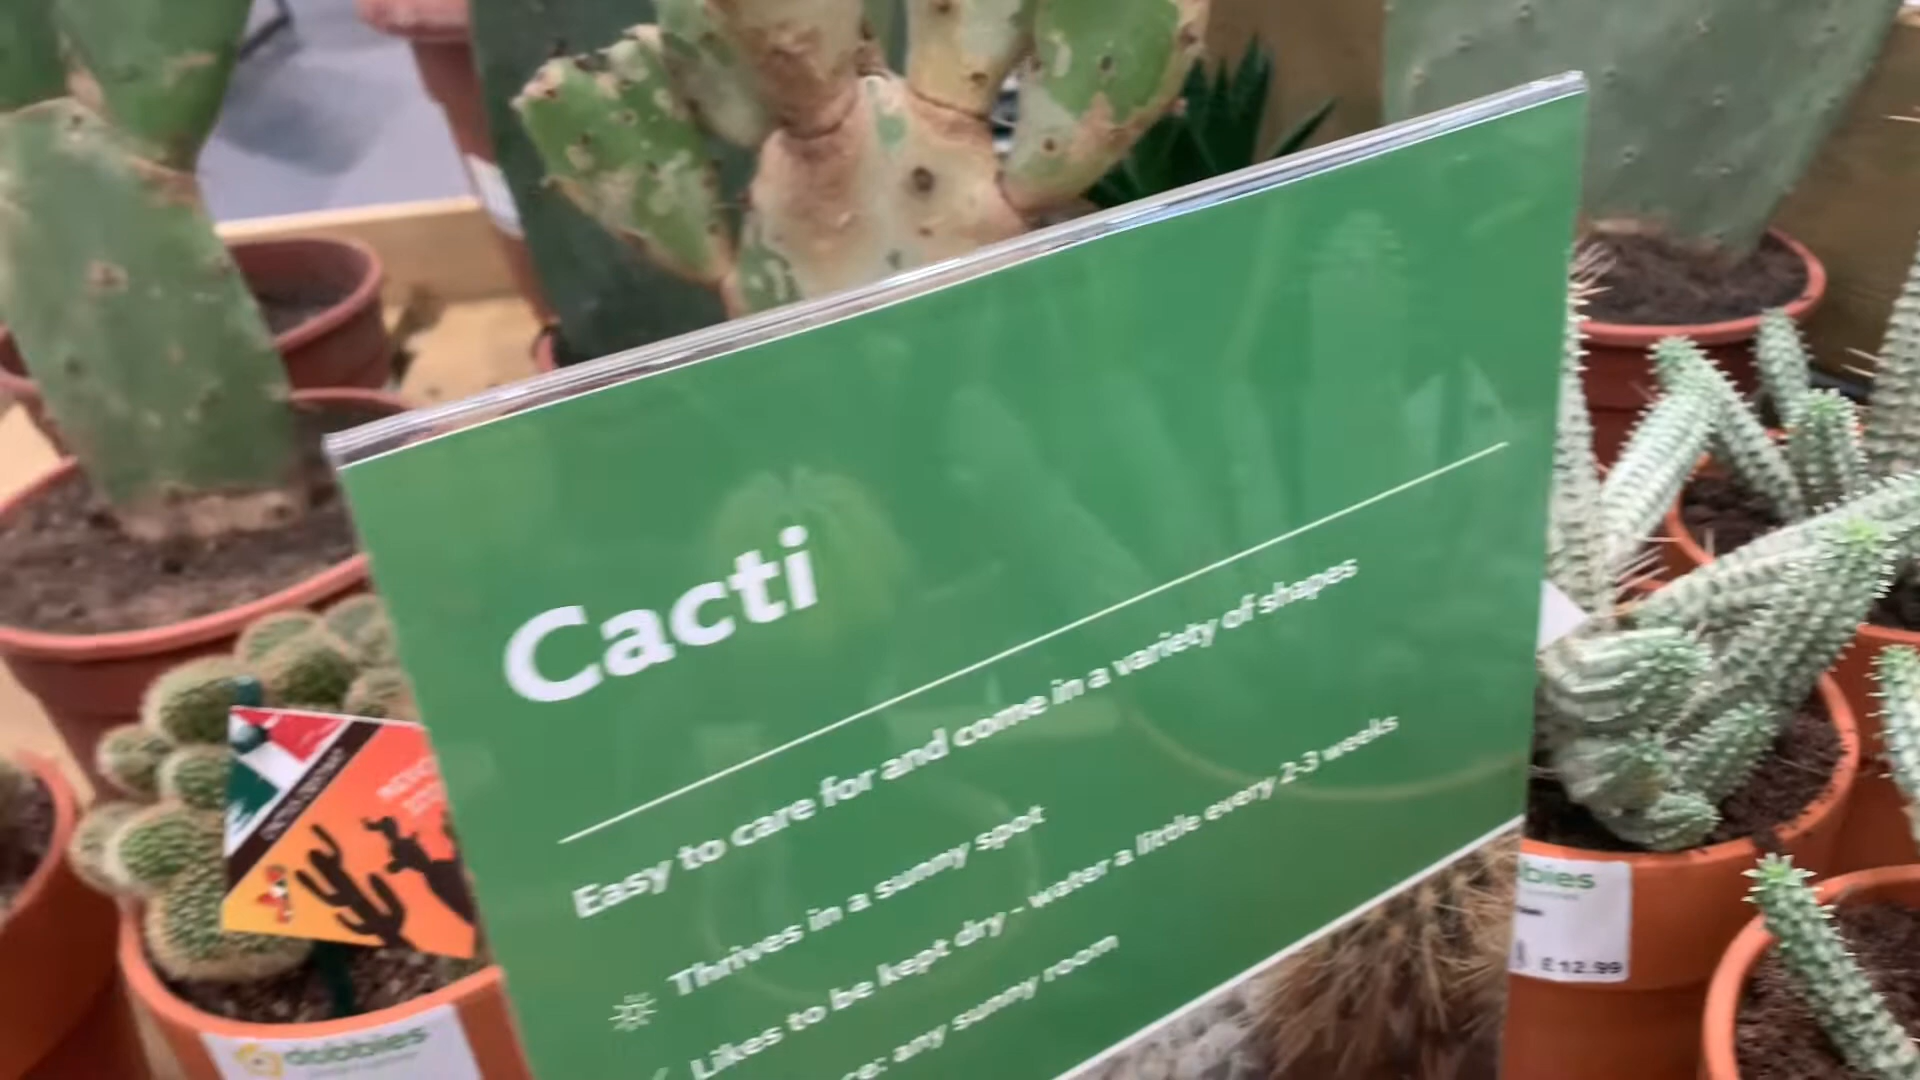 Cacti
Easy to care for and come in a variety of shapes
Thrives in a sunny spot
Likes to be kept dry - water a little every 2-3 weeks
any sunny room
dobbies
£12.99